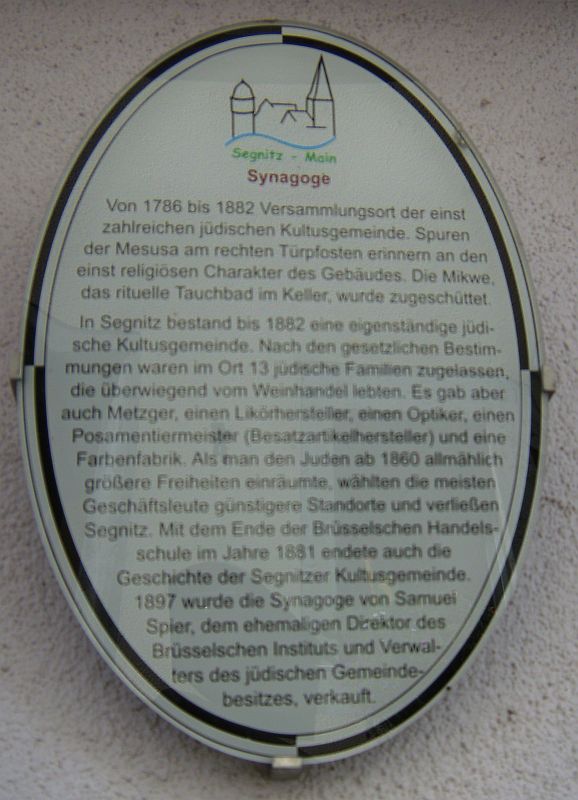 Segnitz - Main
Synagoge
Von 1786 bis 1882 Versammlungsort der einst
zahlreichen jüdischen Kultusgemeinde. Spuren
der Mesusa am rechten Türpfosten erinnern an den
einst religiösen Charakter des Gebäudes. Die Mikwe,
das rituelle Tauchbad im Keller, wurde zugeschüttet.
In Segnitz bestand bis 1882 eine eigenständige jüdi-
sche Kultusgemeinde. Nach den gesetzlichen Bestim-
mungen waren im Ort 13 jüdische Familien zugelassen,
die überwiegend vom Weinhandel lebten. Es gab aber
auch Metzger, einen Likörhersteller, einen Optiker, einen
Posamentiermeister (Besatzartikelhersteller) und eine
Farbenfabrik. Als man den Juden ab 1860 allmählich
größere Freiheiten einräumte, wählten die meisten
Geschäftsleute günstigere Standorte und verließen
Segnitz. Mit dem Ende der Brüsselschen Handels-
schule im Jahre 1881 endete auch die
Geschichte der Segnitzer Kultusgemeinde.
1897 wurde die Synagoge von Samuel
Spier, dem ehemaligen Direktor des
Brüsselschen Instituts und Verwal-
ters des jüdischen Gemeinde-
besitzes, verkauft.